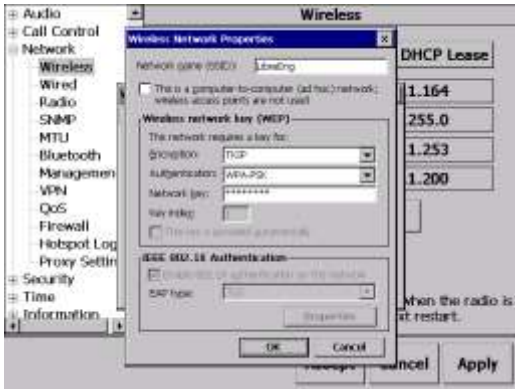 Audio
Call Control
Network
Wireless
Wired
Radio
SNMP
MTU
Bluetooth
Managemen
VPN
QoS
Firewall
Hotspot Log
Proxy Settin
Security
Time
Information
Wireless
DHCP Lease
1.164
255.0
1.253
1.200
when the radio is
xt restart.
Cancel
Apply
Wireless Network Properties
Network name (SSID):
This is a computer-to-computer (ad hoc) network;
wireless access points are not used
Wireless network key (WEP)
The network requires a key for:
Encryption: TKIP
Authentication: WPA-PSK
Network key: ********
Key index:
This key is provided automatically
IEEE 802.1X Authentication
Enable 802.1X authentication on this network
EAP type:
Properties
OK Cancel